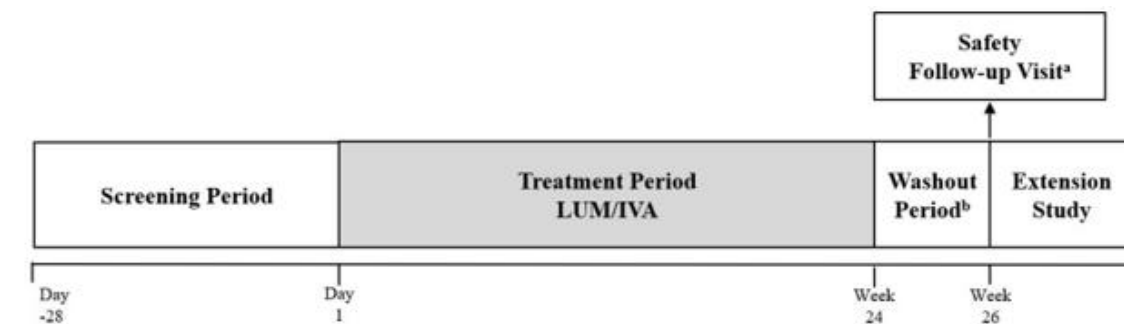 Safety
Follow-up Visitᵃ
Screening Period
Treatment Period
LUM/IVA
Washout
Periodᵇ
Extension
Study
Day
-28
Day
1
Week
24
Week
26